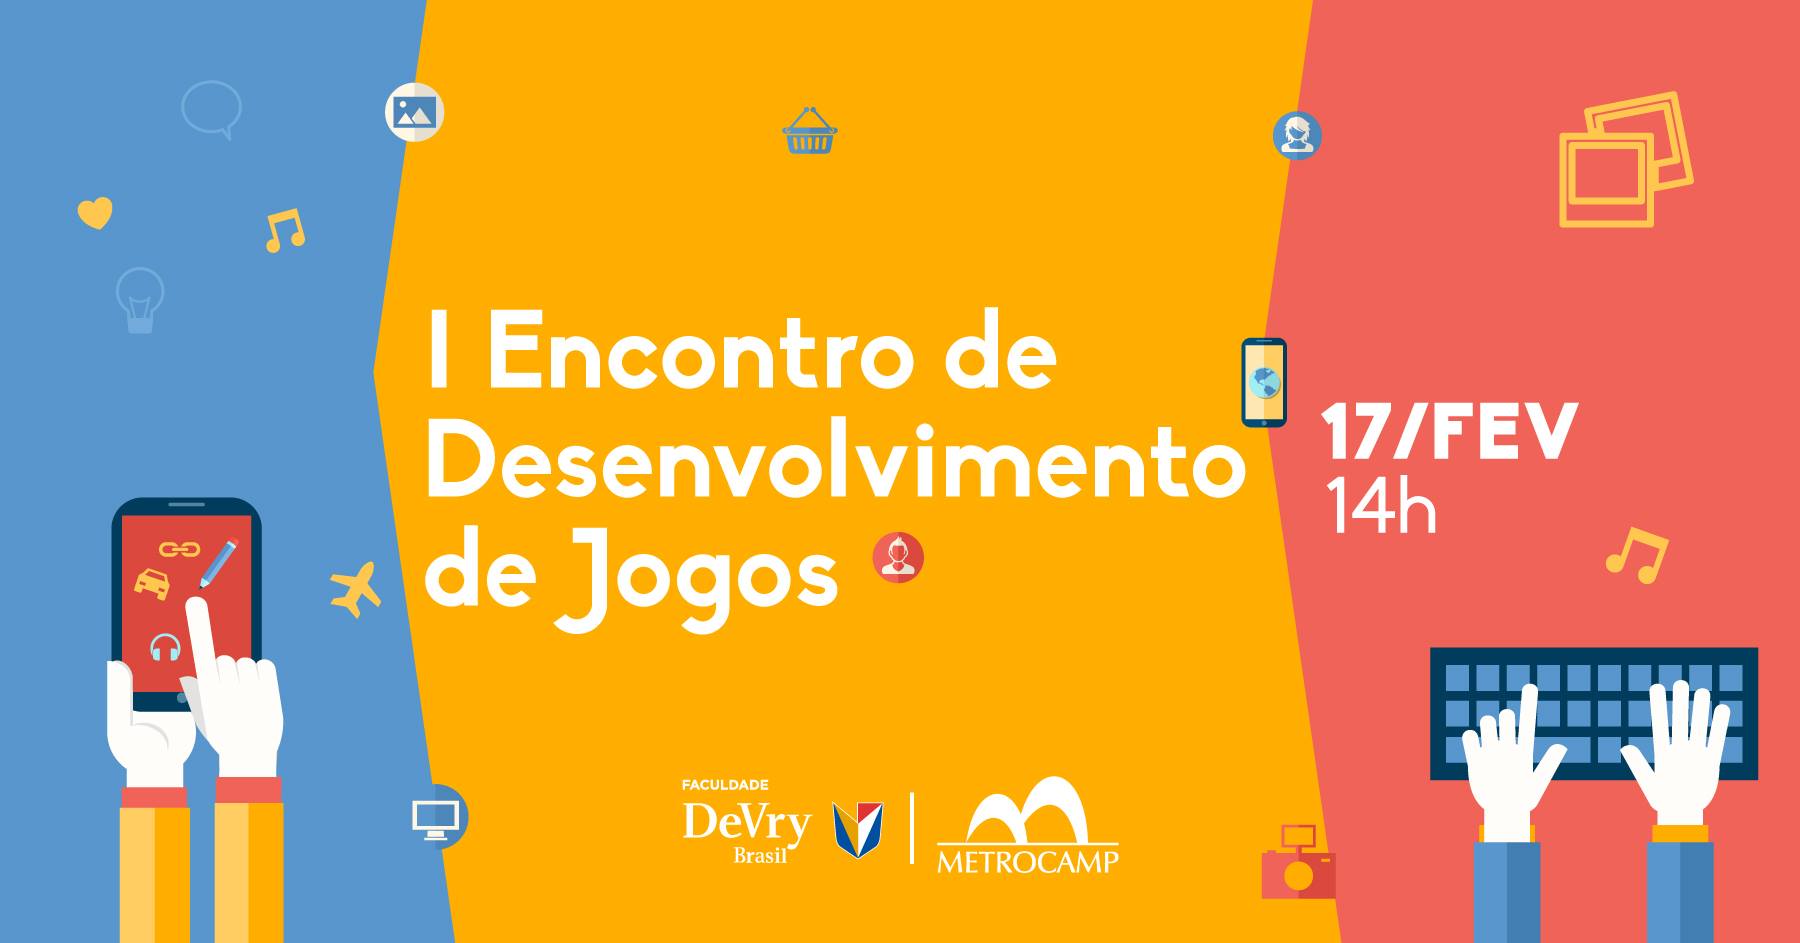 I Encontro de
Desenvolvimento
de Jogos
17/FEV
14h
FACULDADE
DeVry
Brasil
METROCAMP